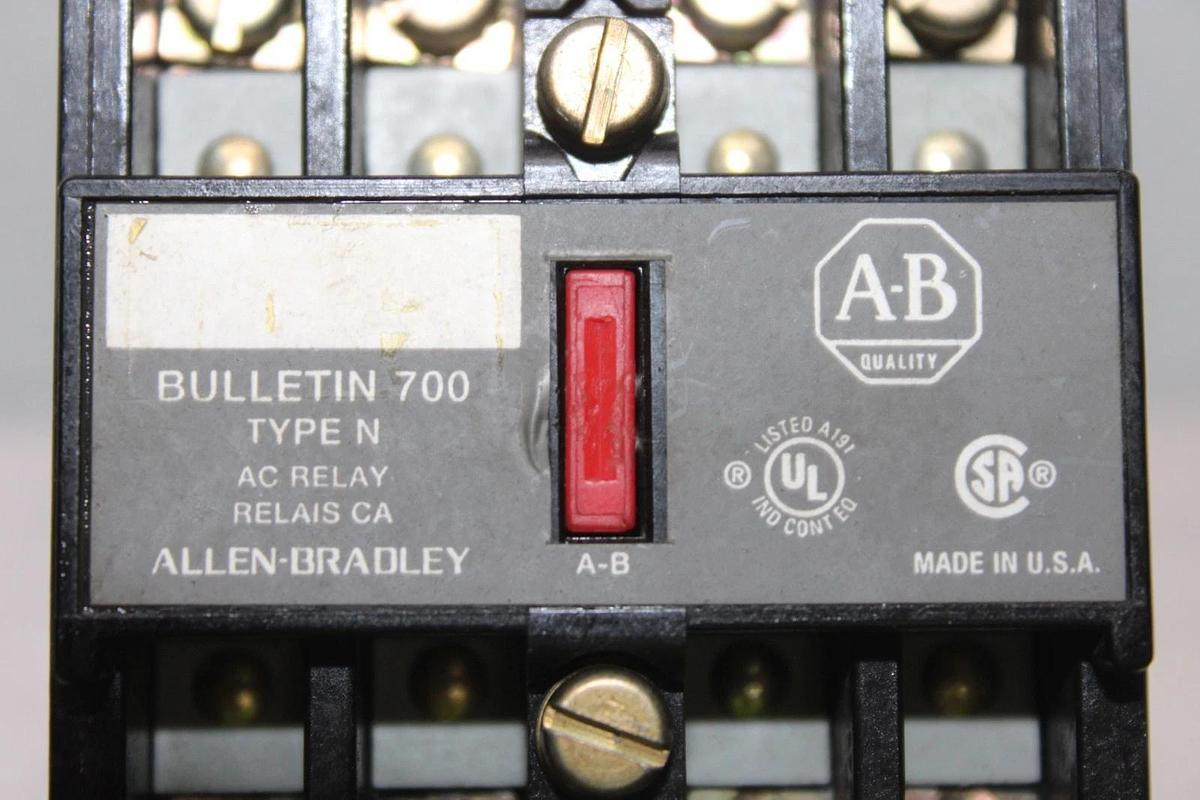 BULLETIN 700
TYPE N
AC RELAY
RELAIS CA
ALLEN-BRADLEY
A-B
A-B
QUALITY
LISTED A191
® UL
IND CONT EQ
SA ®
MADE IN U.S.A.